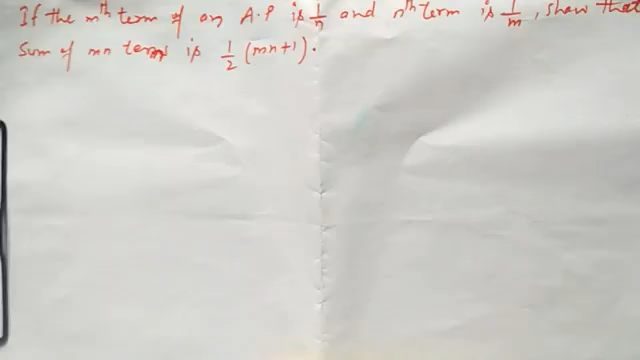 If the mth term of an A.P is 1/n and nth term is 1/m, show that
Sum of mn terms is 1/2 (mn+1).